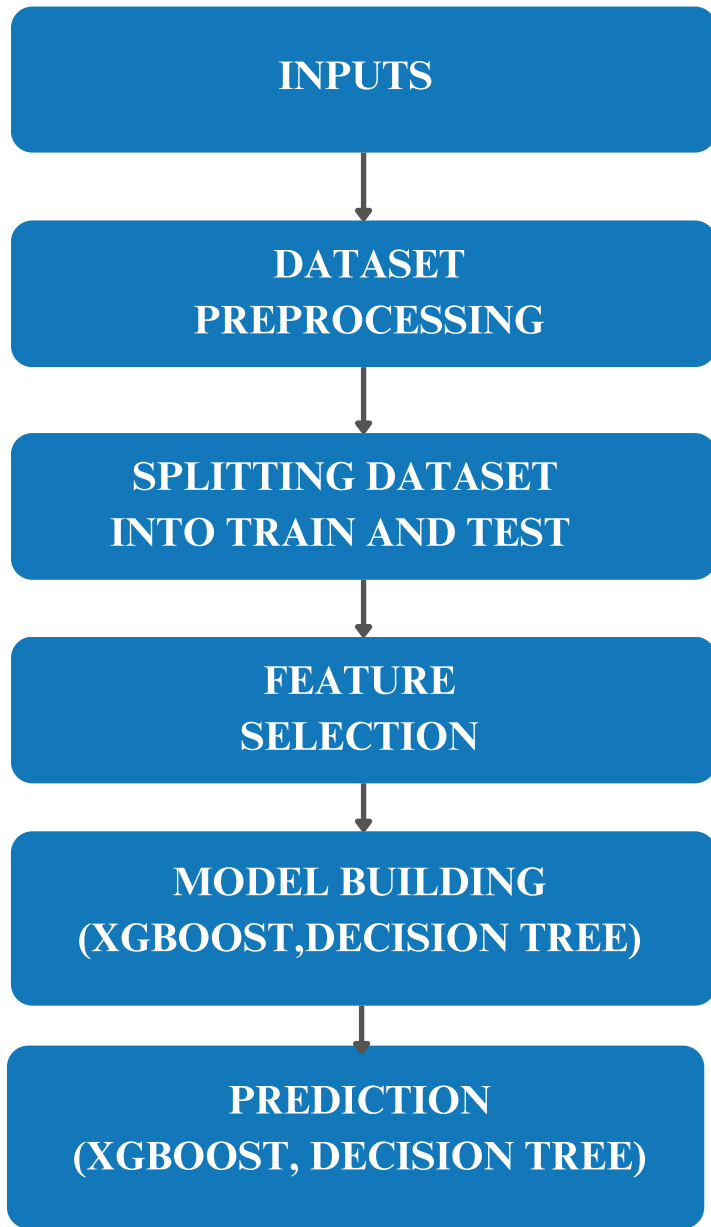 INPUTS
DATASET
PREPROCESSING
SPLITTING DATASET
INTO TRAIN AND TEST
FEATURE
SELECTION
MODEL BUILDING
(XGBOOST,DECISION TREE)
PREDICTION
(XGBOOST, DECISION TREE)